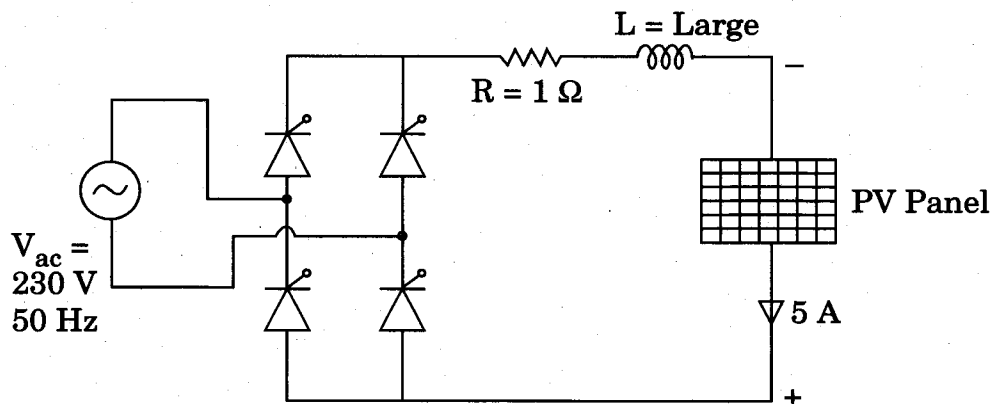 L = Large
R = 1 Ω
−
PV Panel
V_ac =
230 V
50 Hz
5 A
+